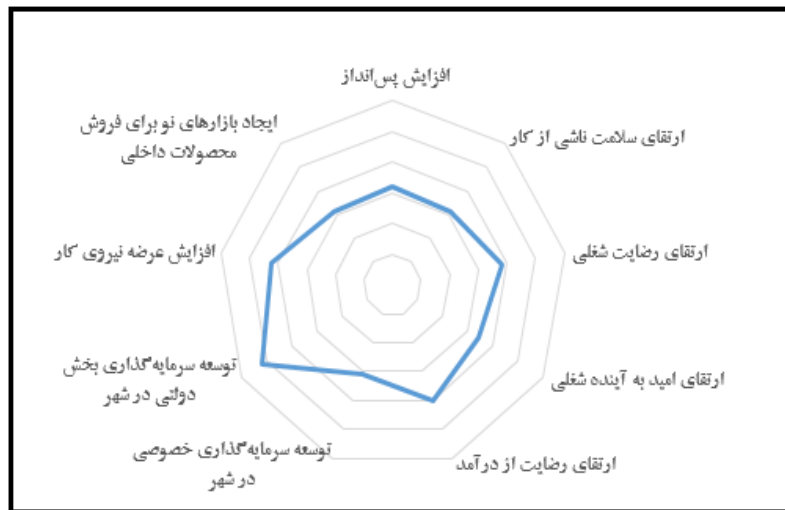 افزایش پس‌انداز
ارتقای سلامت ناشی از کار
ارتقای رضایت شغلی
ارتقای امید به آینده شغلی
ارتقای رضایت از درآمد
توسعه سرمایه‌گذاری خصوصی
در شهر
توسعه سرمایه‌گذاری بخش
دولتی در شهر
افزایش عرضه نیروی کار
ایجاد بازارهای نو برای فروش
محصولات داخلی